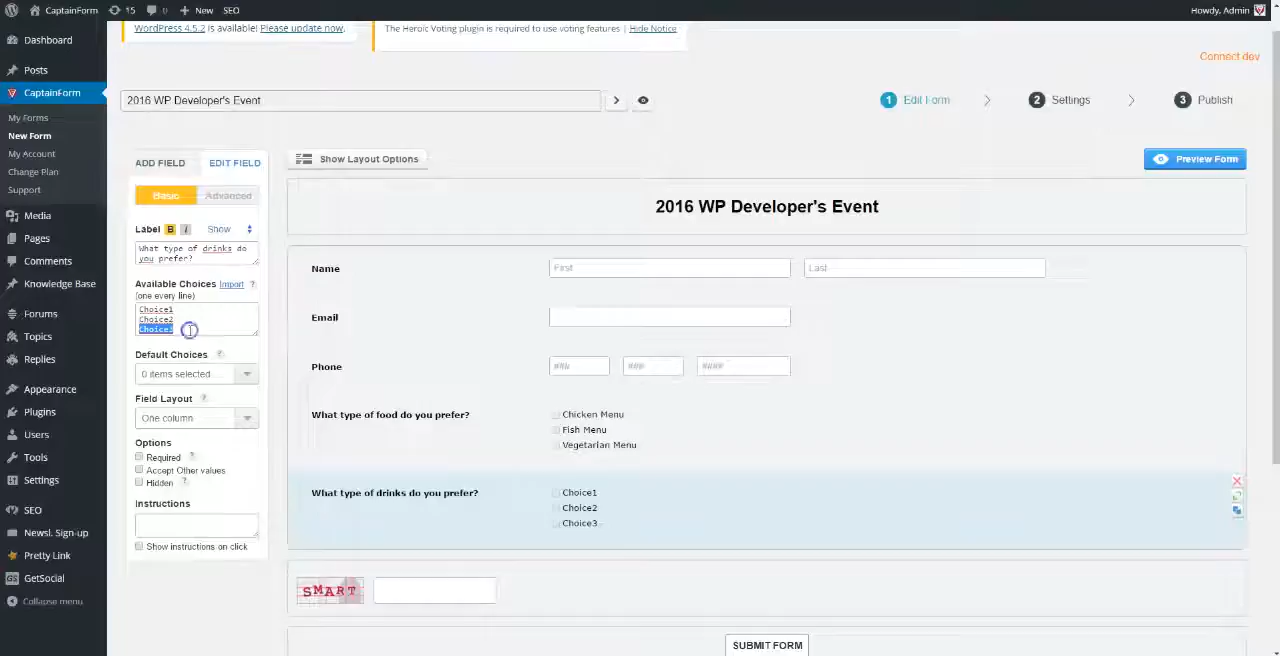 CaptainForm 15 0 New SEO Howdy, Admin
Dashboard
Posts
CaptainForm
My Forms
New Form
My Account
Change Plan
Support
Media
Pages
Comments
Knowledge Base
Forums
Topics
Replies
Appearance
Plugins
Users
Tools
Settings
SEO
Newsl. Sign-up
Pretty Link
GetSocial
Collapse menu
WordPress 4.5.2 is available! Please update now.
The Heroic Voting plugin is required to use voting features | Hide Notice
Connect dev
2016 WP Developer's Event
1 Edit Form 2 Settings 3 Publish
ADD FIELD EDIT FIELD
Basic Advanced
Label B i Show
What type of drinks do
you prefer?
Available Choices Import ?
(one every line)
Choice1
Choice2
Choice3
Default Choices ?
0 items selected
Field Layout ?
One column
Options
Required ?
Accept Other values
Hidden ?
Instructions
Show instructions on click
Show Layout Options
Preview Form
2016 WP Developer's Event
Name First Last
Email
Phone ### ### ####
What type of food do you prefer? Chicken Menu
Fish Menu
Vegetarian Menu
What type of drinks do you prefer? Choice1
Choice2
Choice3
SMART
SUBMIT FORM